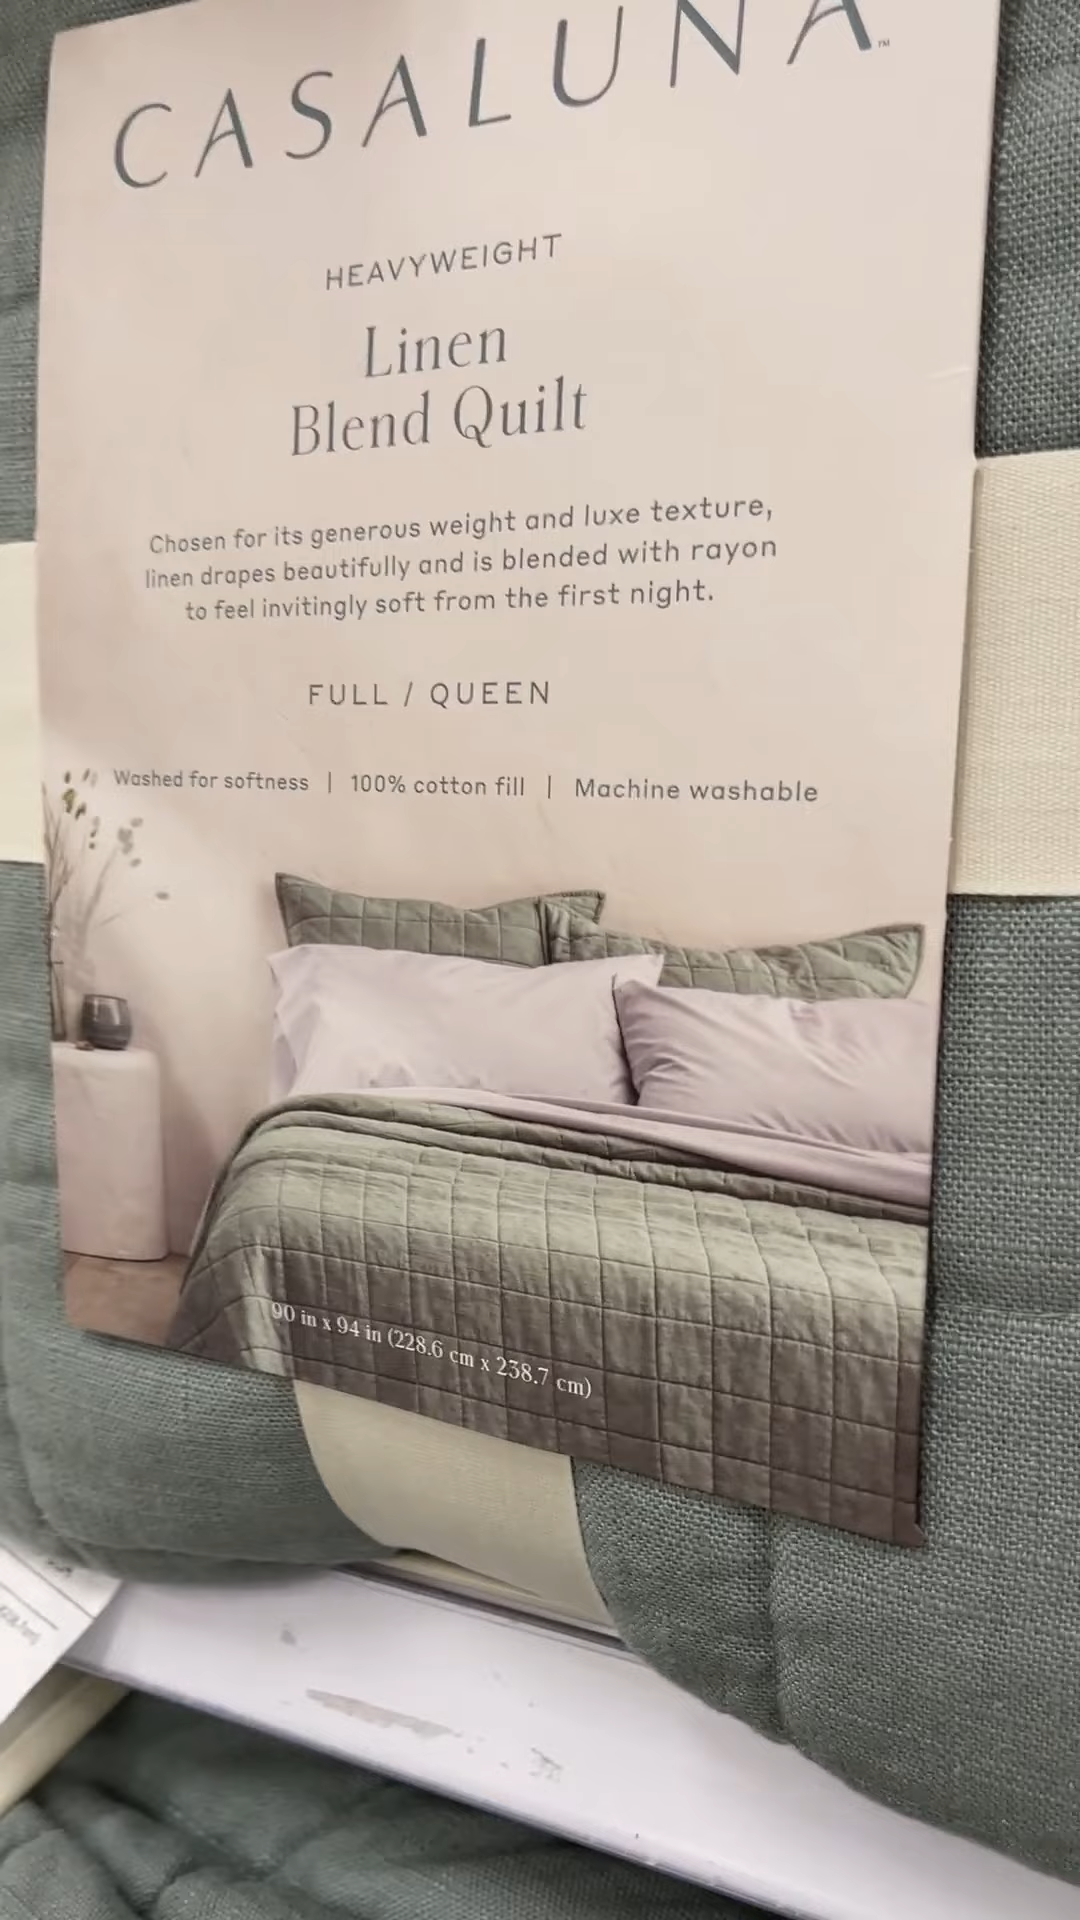 CASALUNA™
HEAVYWEIGHT
Linen
Blend Quilt
Chosen for its generous weight and luxe texture,
linen drapes beautifully and is blended with rayon
to feel invitingly soft from the first night.
FULL / QUEEN
Washed for softness | 100% cotton fill | Machine washable
90 in x 94 in (228.6 cm x 238.7 cm)